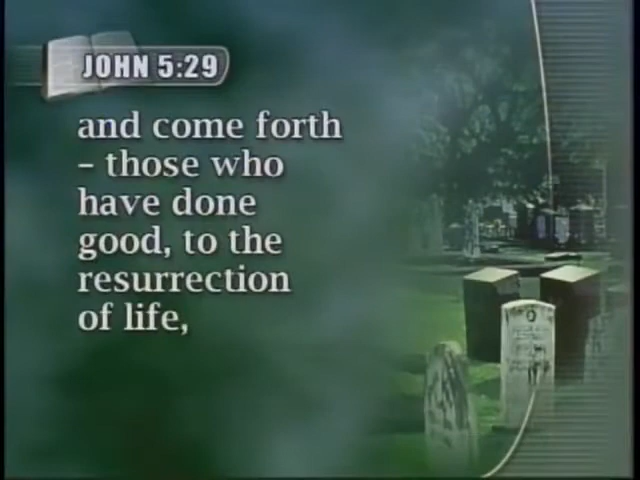 JOHN 5:29
and come forth
– those who
have done
good, to the
resurrection
of life,